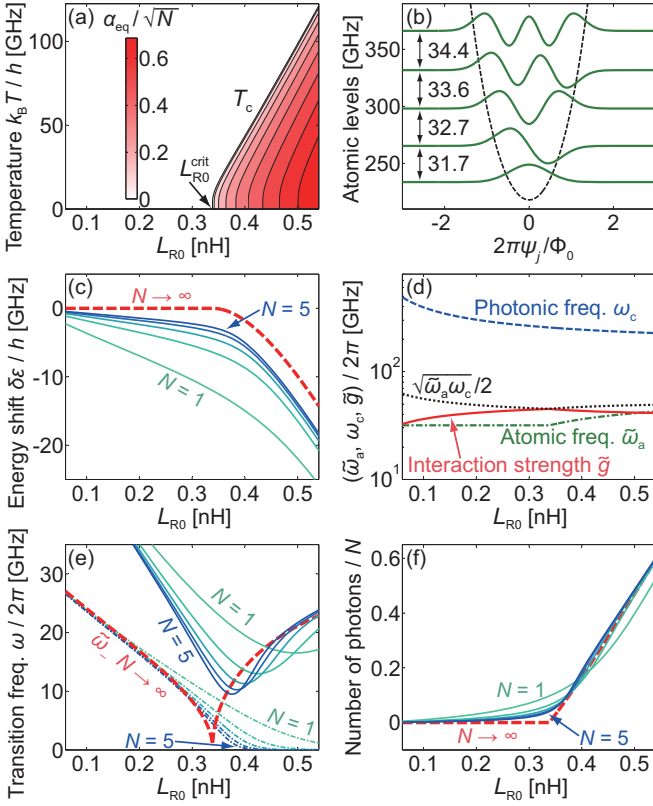 (a)
α_eq / √N
0.6
0.4
0.2
0
T_c
L_R0^crit
Temperature k_B T / h [GHz]
100
50
0
0.1 0.2 0.3 0.4 0.5
L_R0 [nH]
(b)
Atomic levels [GHz]
350
300
250
34.4
33.6
32.7
31.7
-2 0 2
2πψ_j/Φ_0
(c)
N → ∞
N = 5
N = 1
Energy shift δε / h [GHz]
0
-10
-20
0.1 0.2 0.3 0.4 0.5
L_R0 [nH]
(d)
Photonic freq. ω_c
√ω̃_aω_c/2
Atomic freq. ω̃_a
Interaction strength g̃
(ω̃_a, ω_c, g̃) / 2π [GHz]
10^2
10^1
0.1 0.2 0.3 0.4 0.5
L_R0 [nH]
(e)
N = 1
N = 5
ω̃_- N → ∞
N = 1
N = 5
Transition freq. ω / 2π [GHz]
30
20
10
0
0.1 0.2 0.3 0.4 0.5
L_R0 [nH]
(f)
N = 1
N = 5
N → ∞
Number of photons / N
0.6
0.4
0.2
0
0.1 0.2 0.3 0.4 0.5
L_R0 [nH]